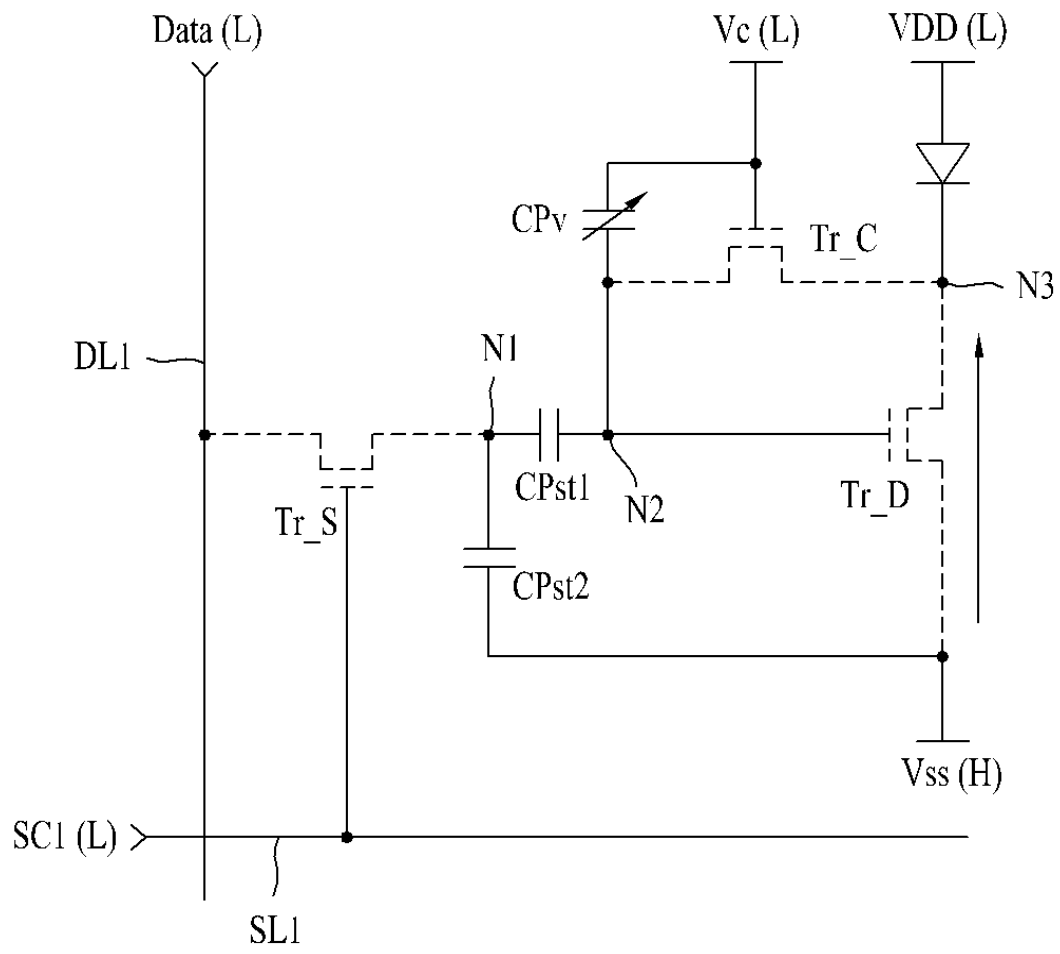 Data (L)
Vc (L)
VDD (L)
CPv
Tr_C
N3
DL1
N1
CPst1
N2
Tr_D
Tr_S
CPst2
Vss (H)
SC1 (L)
SL1